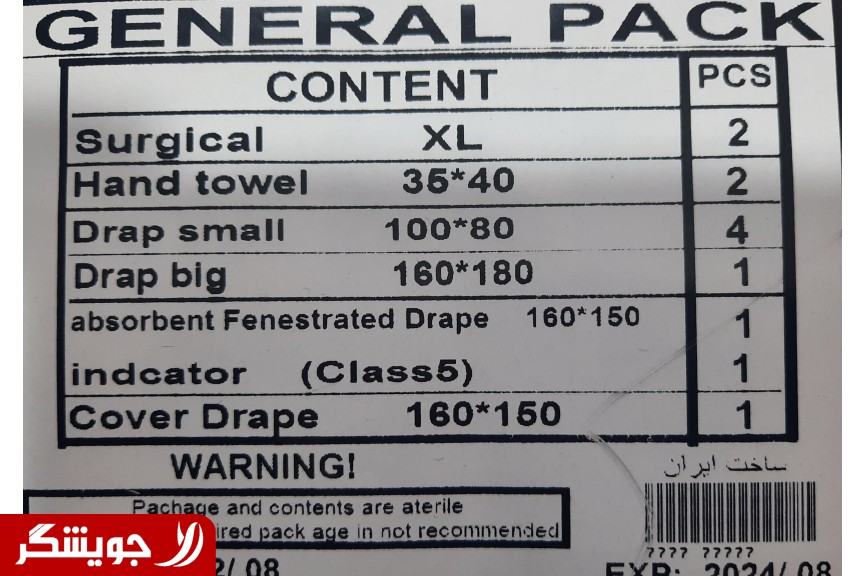 GENERAL PACK
CONTENT PCS
Surgical XL 2
Hand towel 35*40 2
Drap small 100*80 4
Drap big 160*180 1
absorbent Fenestrated Drape 160*150 1
indcator (Class5) 1
Cover Drape 160*150 1
WARNING!
ساخت ایران
Pachage and contents are aterile
pack age in not recommended
???? ?????
08
EXP: 2024/ 08
جویشگر